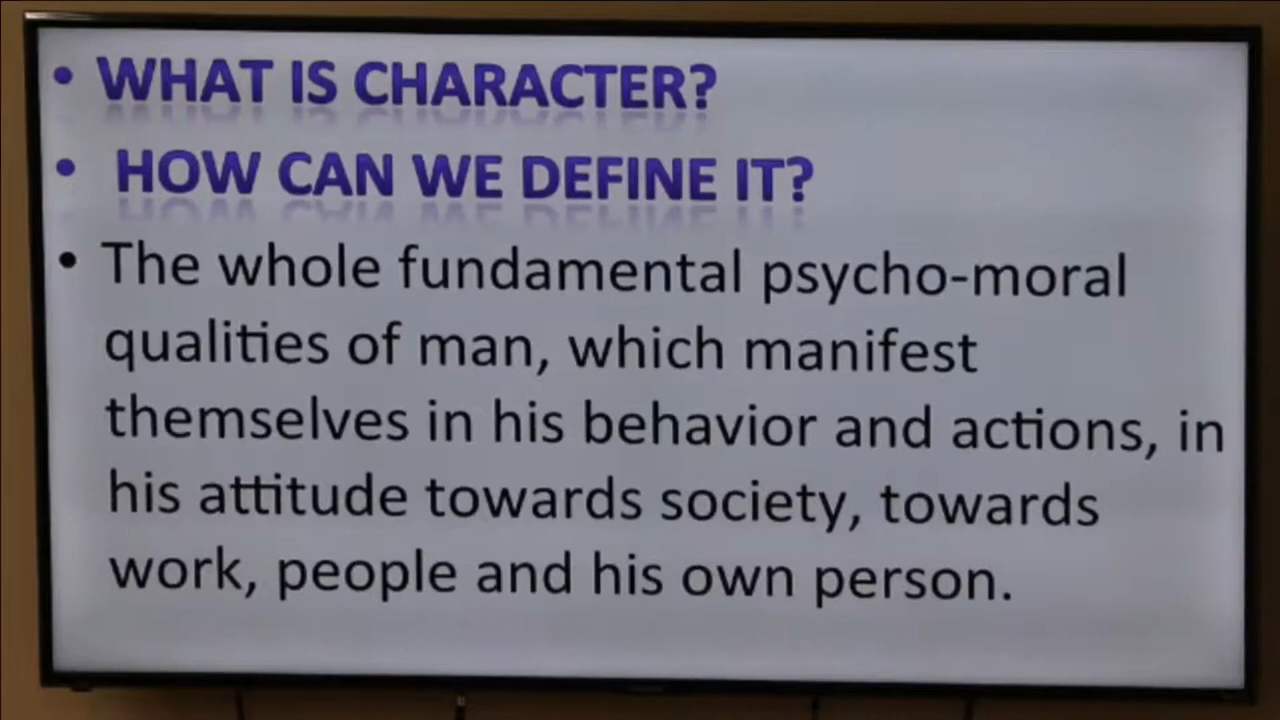 • WHAT IS CHARACTER?
• HOW CAN WE DEFINE IT?
• The whole fundamental psycho-moral
qualities of man, which manifest
themselves in his behavior and actions, in
his attitude towards society, towards
work, people and his own person.